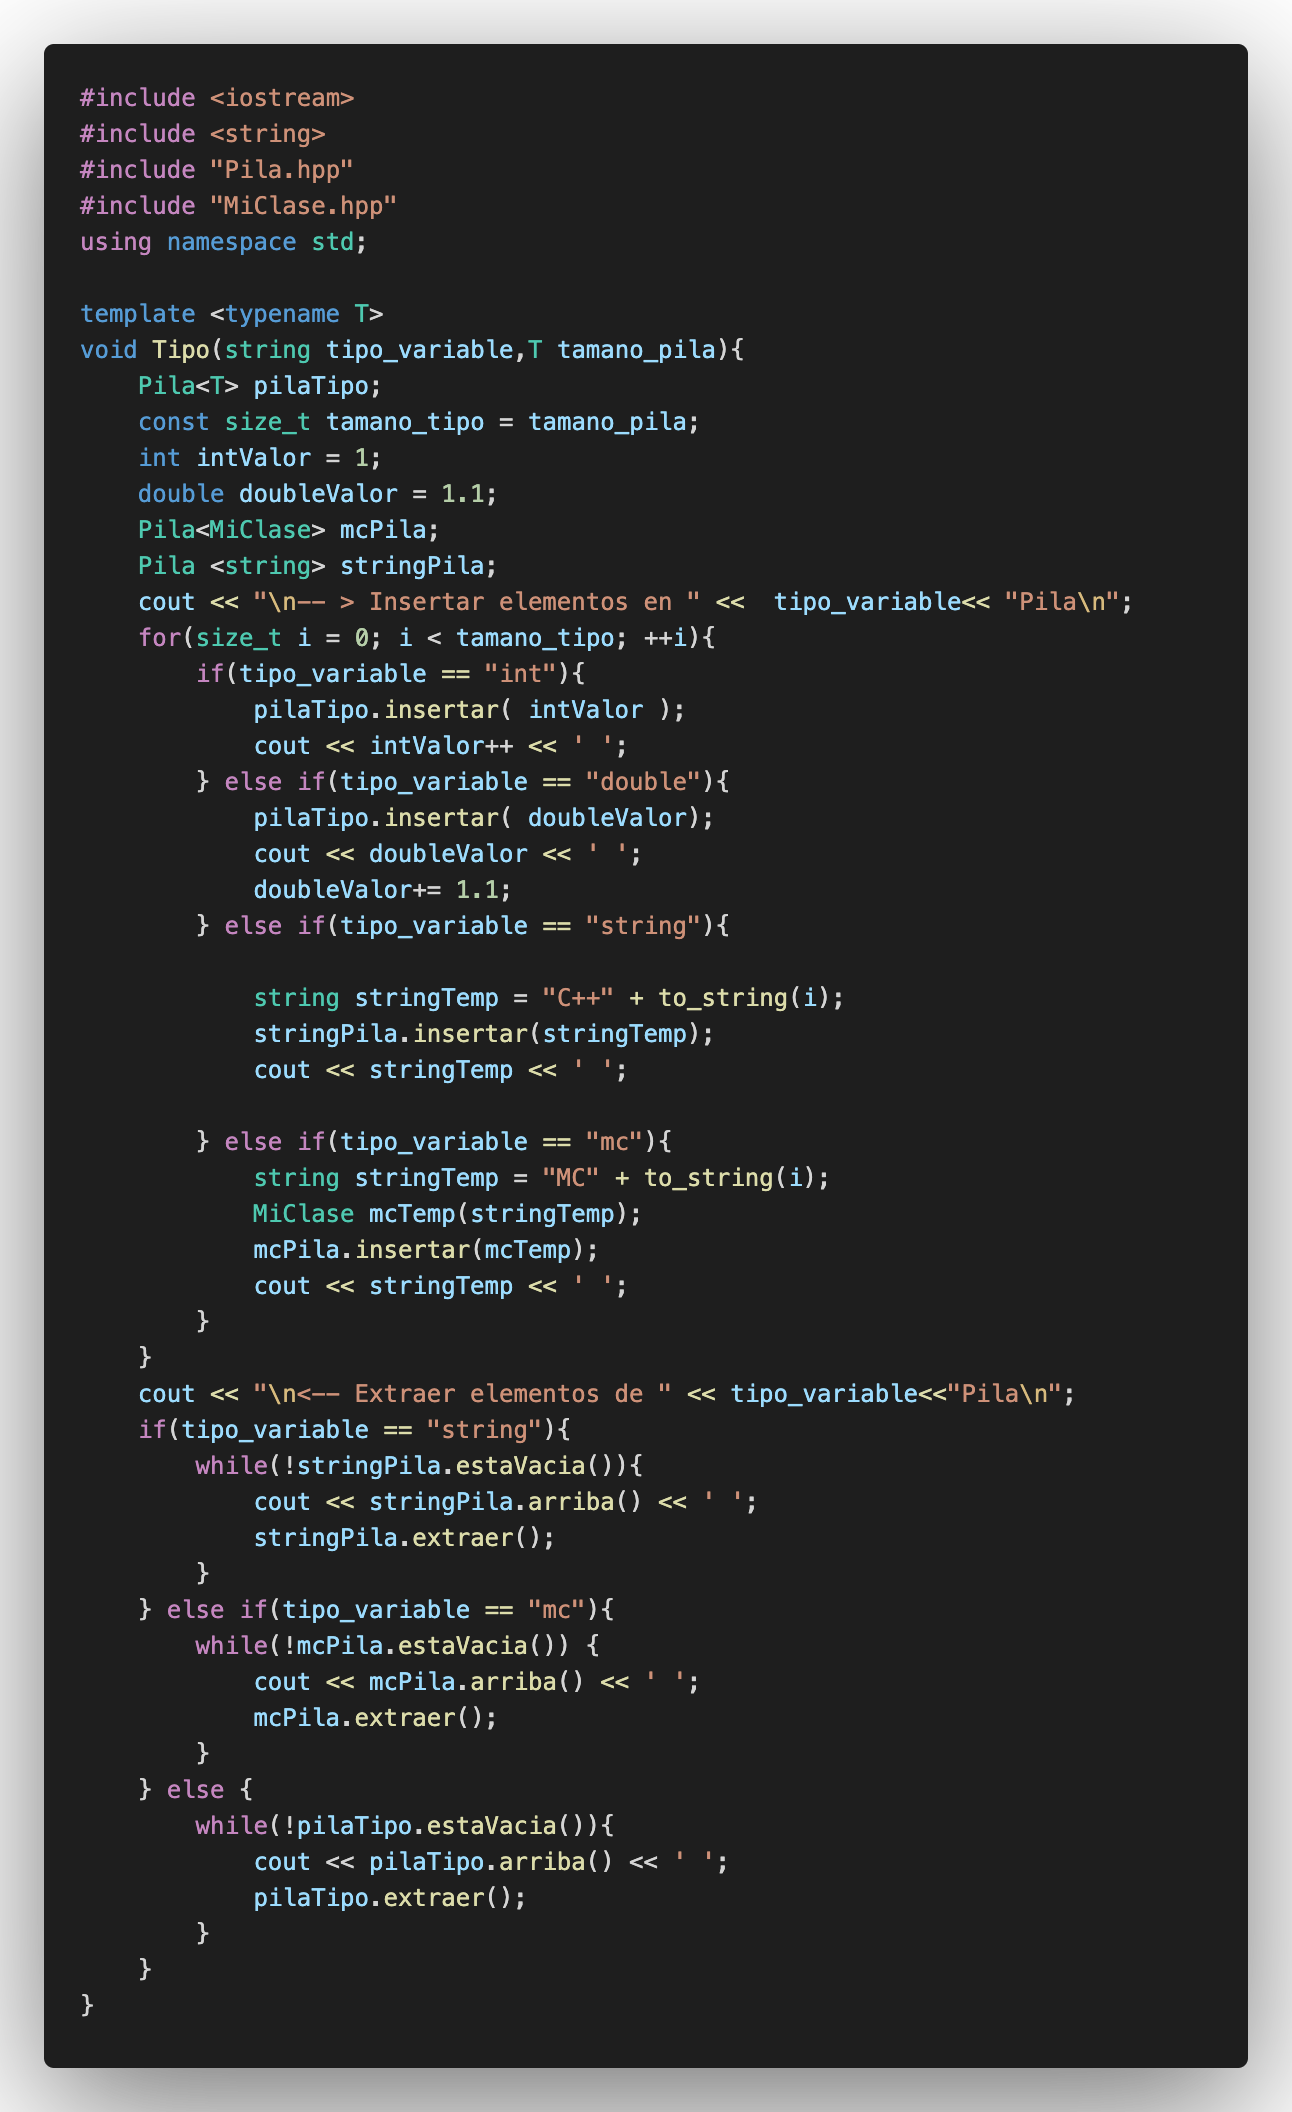 #include <iostream>
#include <string>
#include "Pila.hpp"
#include "MiClase.hpp"
using namespace std;

template <typename T>
void Tipo(string tipo_variable,T tamano_pila){
    Pila<T> pilaTipo;
    const size_t tamano_tipo = tamano_pila;
    int intValor = 1;
    double doubleValor = 1.1;
    Pila<MiClase> mcPila;
    Pila <string> stringPila;
    cout << "\n-- > Insertar elementos en " <<  tipo_variable<< "Pila\n";
    for(size_t i = 0; i < tamano_tipo; ++i){
        if(tipo_variable == "int"){
            pilaTipo.insertar( intValor );
            cout << intValor++ << ' ';
        } else if(tipo_variable == "double"){
            pilaTipo.insertar( doubleValor);
            cout << doubleValor << ' ';
            doubleValor+= 1.1;
        } else if(tipo_variable == "string"){

            string stringTemp = "C++" + to_string(i);
            stringPila.insertar(stringTemp);
            cout << stringTemp << ' ';

        } else if(tipo_variable == "mc"){
            string stringTemp = "MC" + to_string(i);
            MiClase mcTemp(stringTemp);
            mcPila.insertar(mcTemp);
            cout << stringTemp << ' ';
        }
    }
    cout << "\n<-- Extraer elementos de " << tipo_variable<<"Pila\n";
    if(tipo_variable == "string"){
        while(!stringPila.estaVacia()){
            cout << stringPila.arriba() << ' ';
            stringPila.extraer();
        }
    } else if(tipo_variable == "mc"){
        while(!mcPila.estaVacia()) {
            cout << mcPila.arriba() << ' ';
            mcPila.extraer();
        }
    } else {
        while(!pilaTipo.estaVacia()){
            cout << pilaTipo.arriba() << ' ';
            pilaTipo.extraer();
        }
    }
}